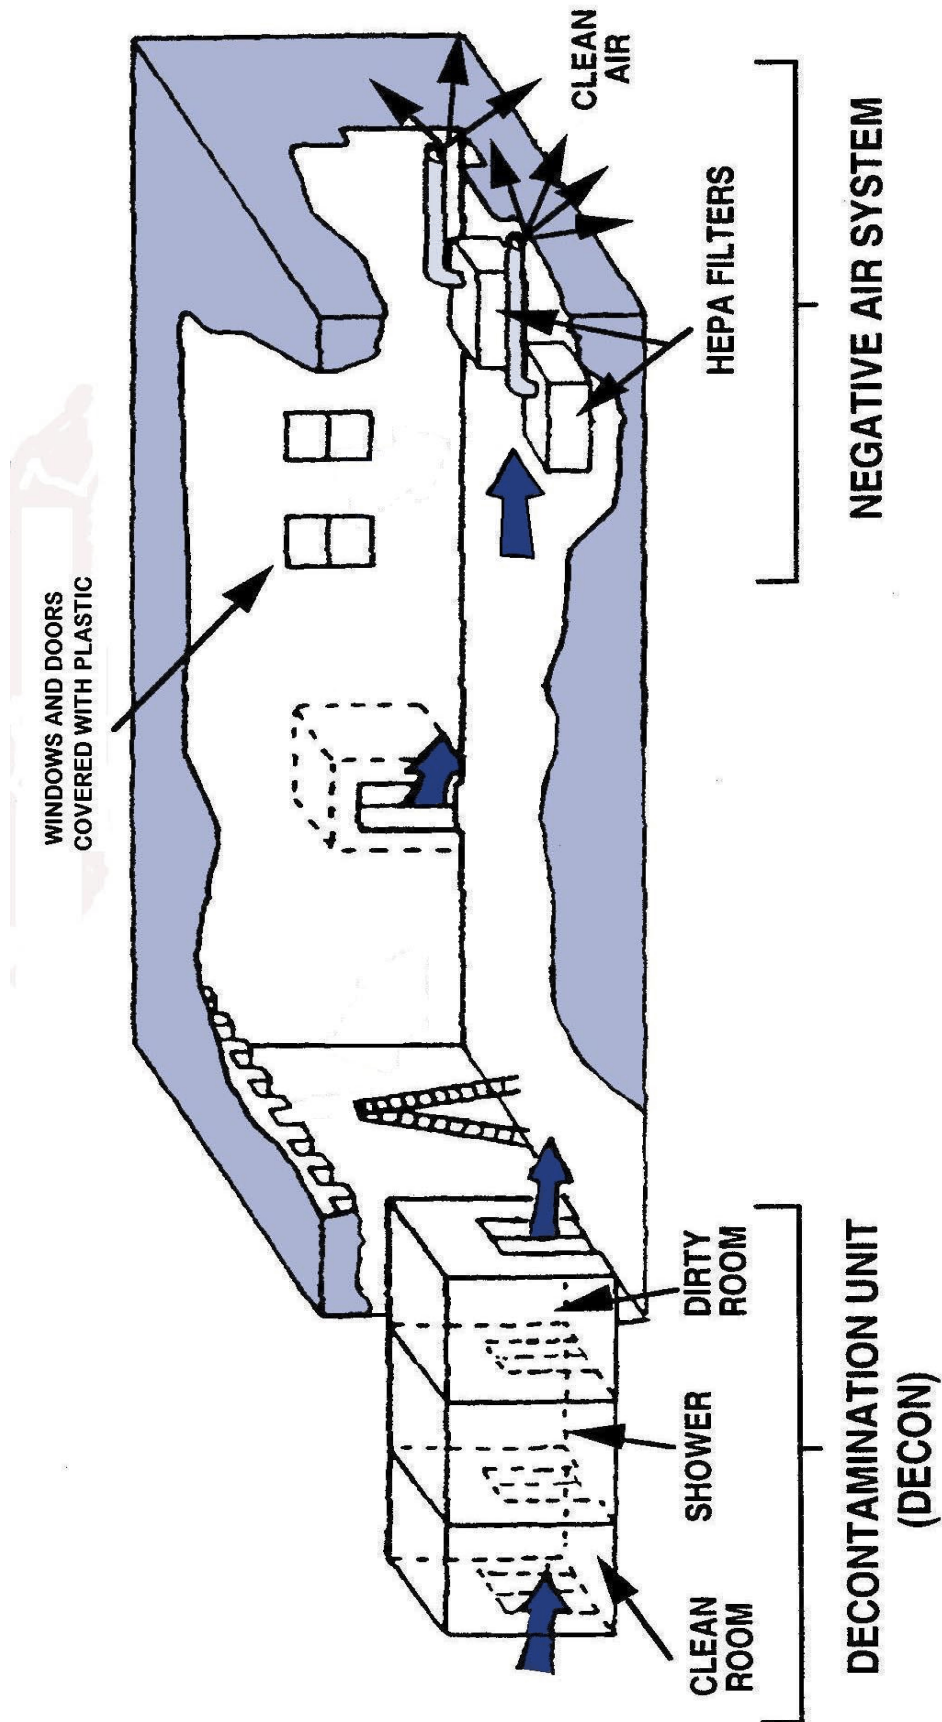 WINDOWS AND DOORS
COVERED WITH PLASTIC
CLEAN
AIR
HEPA FILTERS
NEGATIVE AIR SYSTEM
CLEAN
ROOM
SHOWER
DIRTY
ROOM
DECONTAMINATION UNIT
(DECON)